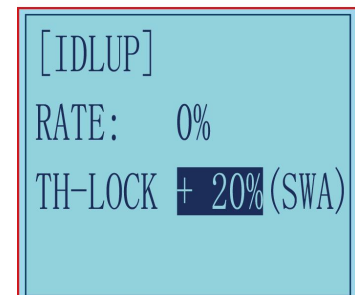 [IDLUP]
RATE: 0%
TH-LOCK + 20%(SWA)